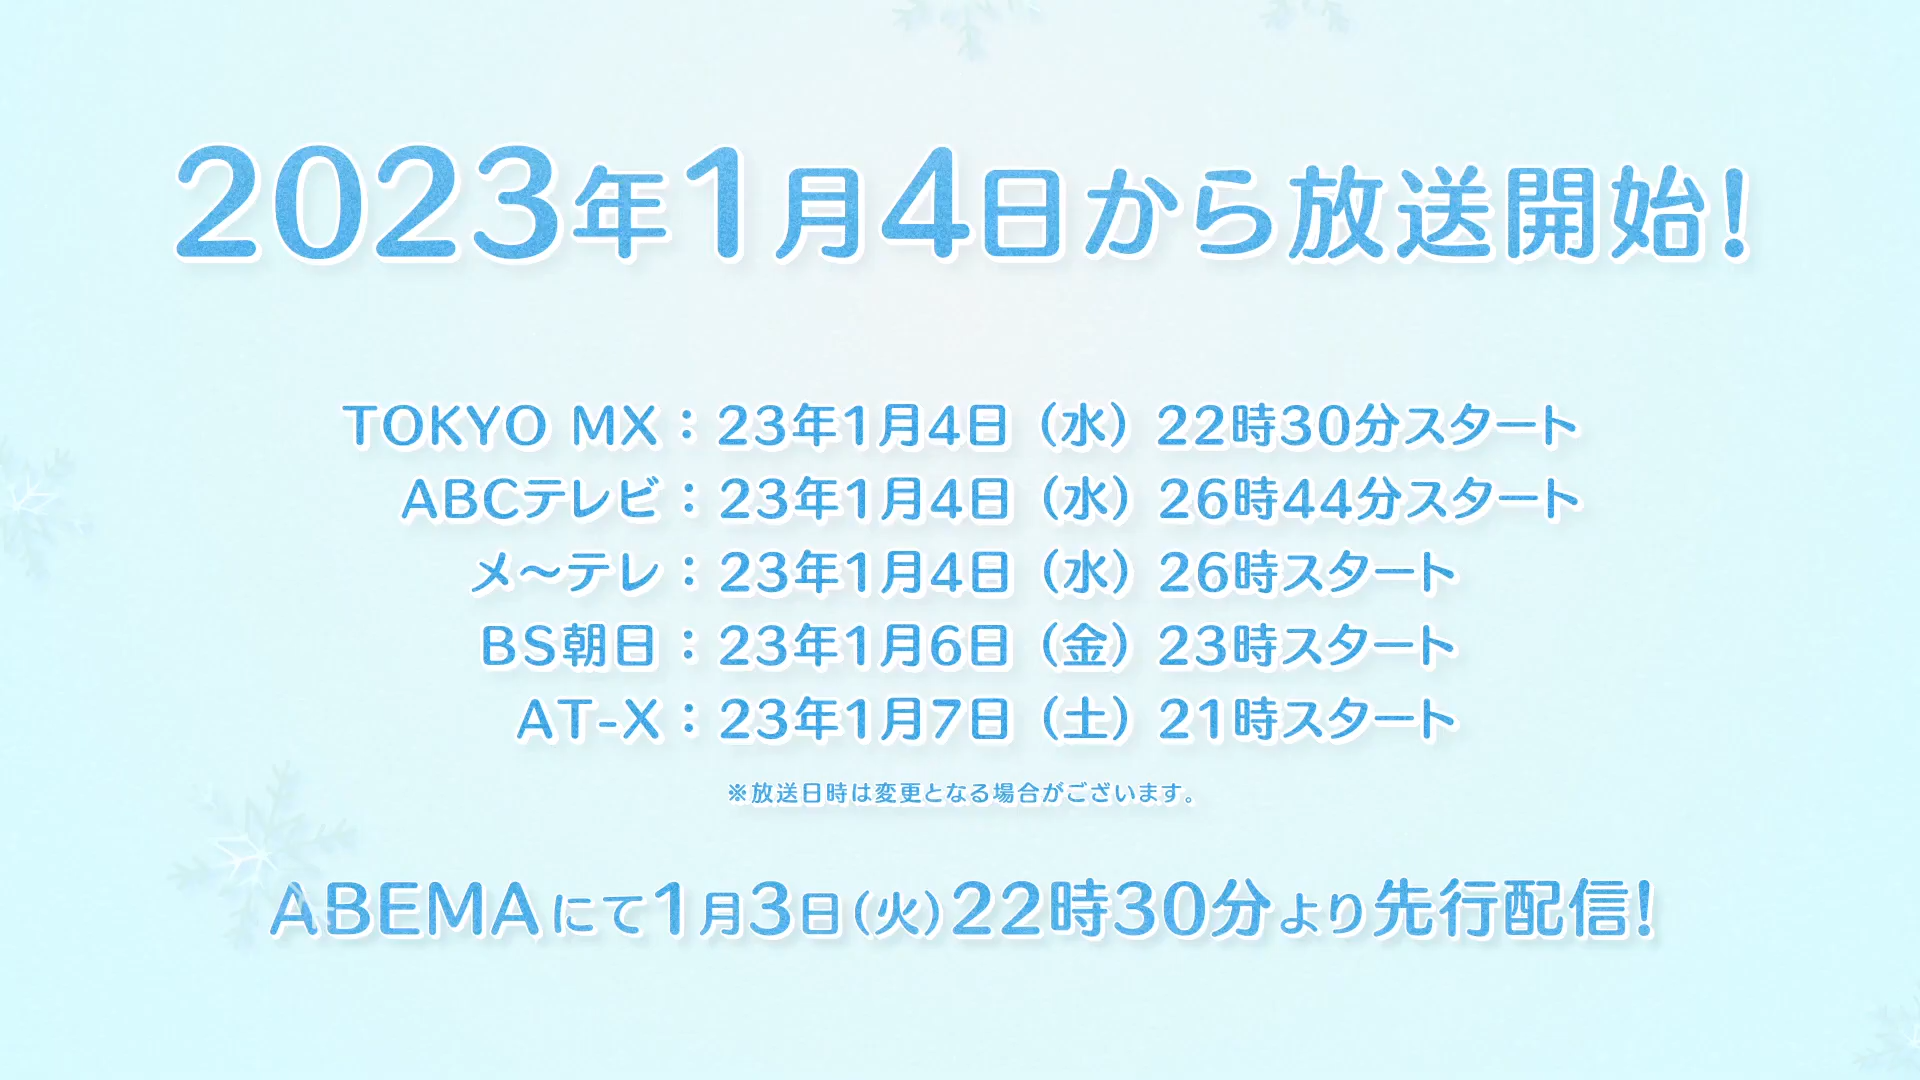 2023年1月4日から放送開始!
TOKYO MX：23年1月4日（水）22時30分スタート
ABCテレビ：23年1月4日（水）26時44分スタート
メ〜テレ：23年1月4日（水）26時スタート
BS朝日：23年1月6日（金）23時スタート
AT-X：23年1月7日（土）21時スタート
※放送日時は変更となる場合がございます。
ABEMAにて1月3日(火)22時30分より先行配信!